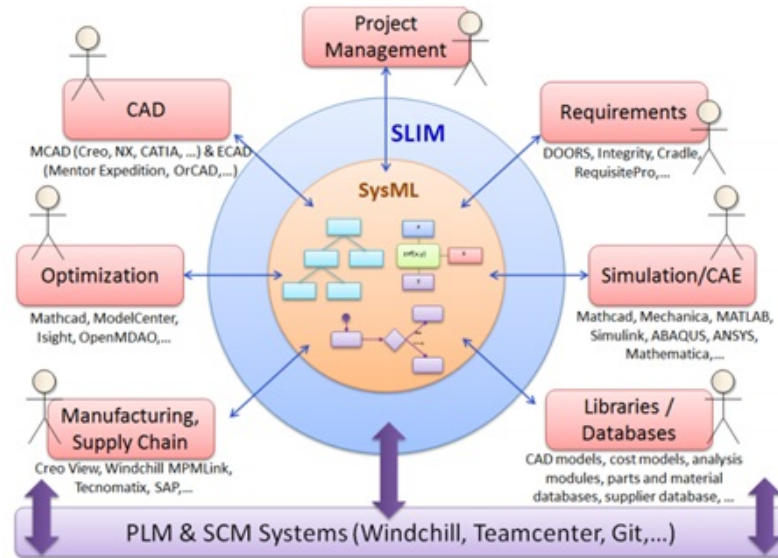 Project
Management
CAD
MCAD (Creo, NX, CATIA, ...) & ECAD
(Mentor Expedition, OrCAD,...)
SLIM
Requirements
DOORS, Integrity, Cradle,
RequisitePro,...
SysML
Optimization
Mathcad, ModelCenter,
Isight, OpenMDAO,...
Simulation/CAE
Mathcad, Mechanica, MATLAB,
Simulink, ABAQUS, ANSYS,
Mathematica,...
Manufacturing,
Supply Chain
Creo View, Windchill MPMLink,
Tecnomatix, SAP,...
Libraries /
Databases
CAD models, cost models, analysis
modules, parts and material
databases, supplier database, ...
PLM & SCM Systems (Windchill, Teamcenter, Git,...)